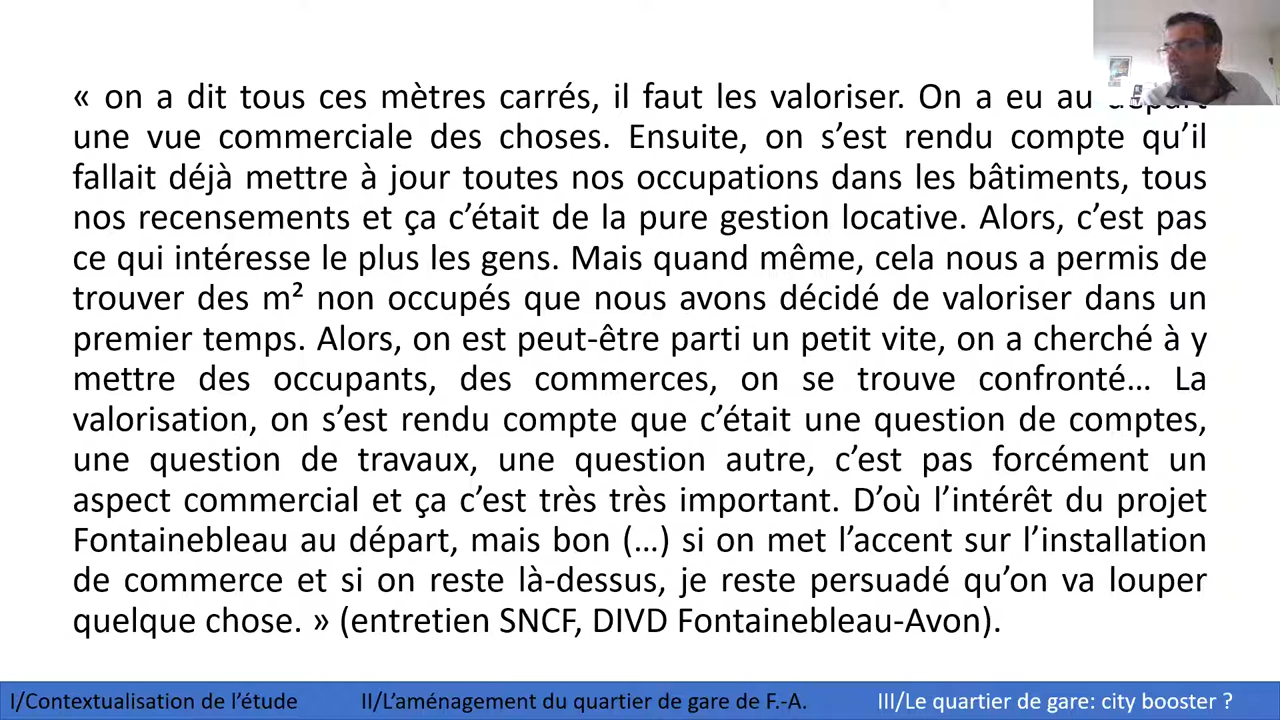 « on a dit tous ces mètres carrés, il faut les valoriser. On a eu au départ
une vue commerciale des choses. Ensuite, on s’est rendu compte qu’il
fallait déjà mettre à jour toutes nos occupations dans les bâtiments, tous
nos recensements et ça c’était de la pure gestion locative. Alors, c’est pas
ce qui intéresse le plus les gens. Mais quand même, cela nous a permis de
trouver des m² non occupés que nous avons décidé de valoriser dans un
premier temps. Alors, on est peut-être parti un petit vite, on a cherché à y
mettre des occupants, des commerces, on se trouve confronté… La
valorisation, on s’est rendu compte que c’était une question de comptes,
une question de travaux, une question autre, c’est pas forcément un
aspect commercial et ça c’est très très important. D’où l’intérêt du projet
Fontainebleau au départ, mais bon (…) si on met l’accent sur l’installation
de commerce et si on reste là-dessus, je reste persuadé qu’on va louper
quelque chose. » (entretien SNCF, DIVD Fontainebleau-Avon).
I/Contextualisation de l’étude II/L’aménagement du quartier de gare de F.-A. III/Le quartier de gare: city booster ?